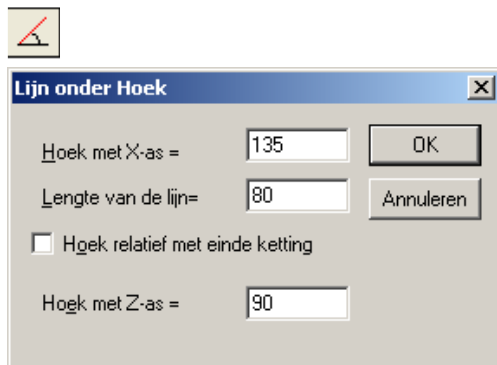 Lijn onder Hoek
Hoek met X-as = 135 OK
Lengte van de lijn= 80 Annuleren
Hoek relatief met einde ketting
Hoek met Z-as = 90